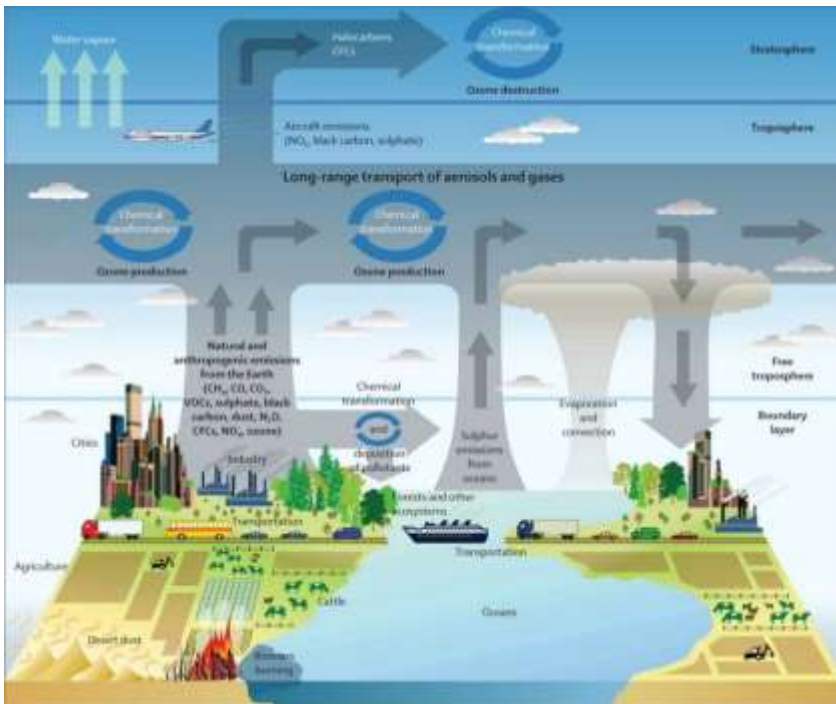 Water vapour
Halocarbons
CFCs
Chemical
transformation
Stratosphere
Ozone destruction
Aircraft emissions
(NOₓ, black carbon, sulphate)
Troposphere
Long-range transport of aerosols and gases
Chemical
transformation
Ozone production
Chemical
transformation
Ozone production
Natural and
anthropogenic emissions
from the Earth
(CH₄, CO, CO₂,
VOCs, sulphate, black
carbon, dust, N₂O,
CFCs, NOₓ, ozone)
Free
troposphere
Chemical
transformation
and
deposition
of pollutants
Evaporation
and
convection
Boundary
layer
Cities
Industry
Sulphur
emissions
from
oceans
Forests and other
ecosystems
Transportation
Transportation
Agriculture
Cattle
Oceans
Desert dust
Biomass
burning